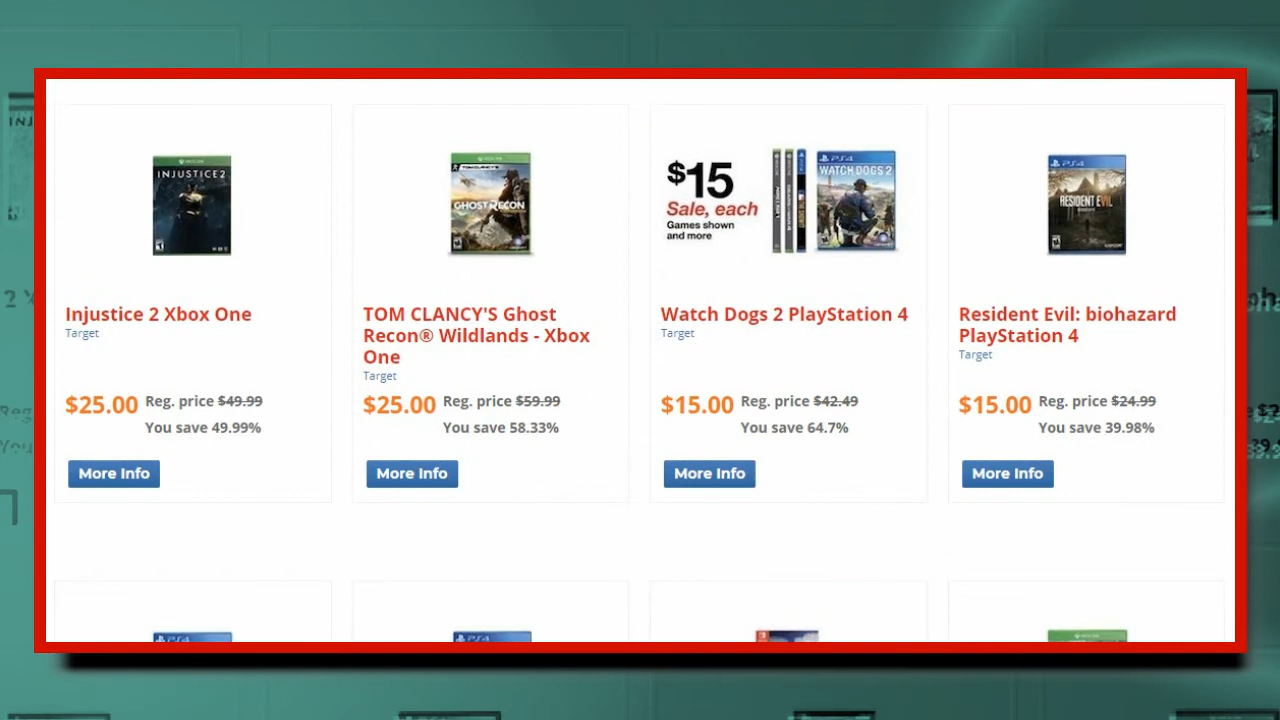 INJUSTICE 2
GHOST RECON
$15
Sale, each
Games shown
and more
PS4
WATCH DOGS 2
PS4
RESIDENT EVIL
Injustice 2 Xbox One
Target
TOM CLANCY'S Ghost
Recon® Wildlands - Xbox
One
Target
Watch Dogs 2 PlayStation 4
Target
Resident Evil: biohazard
PlayStation 4
Target
$25.00 Reg. price $49.99
You save 49.99%
$25.00 Reg. price $59.99
You save 58.33%
$15.00 Reg. price $42.49
You save 64.7%
$15.00 Reg. price $24.99
You save 39.98%
More Info
More Info
More Info
More Info
PS4
PS4